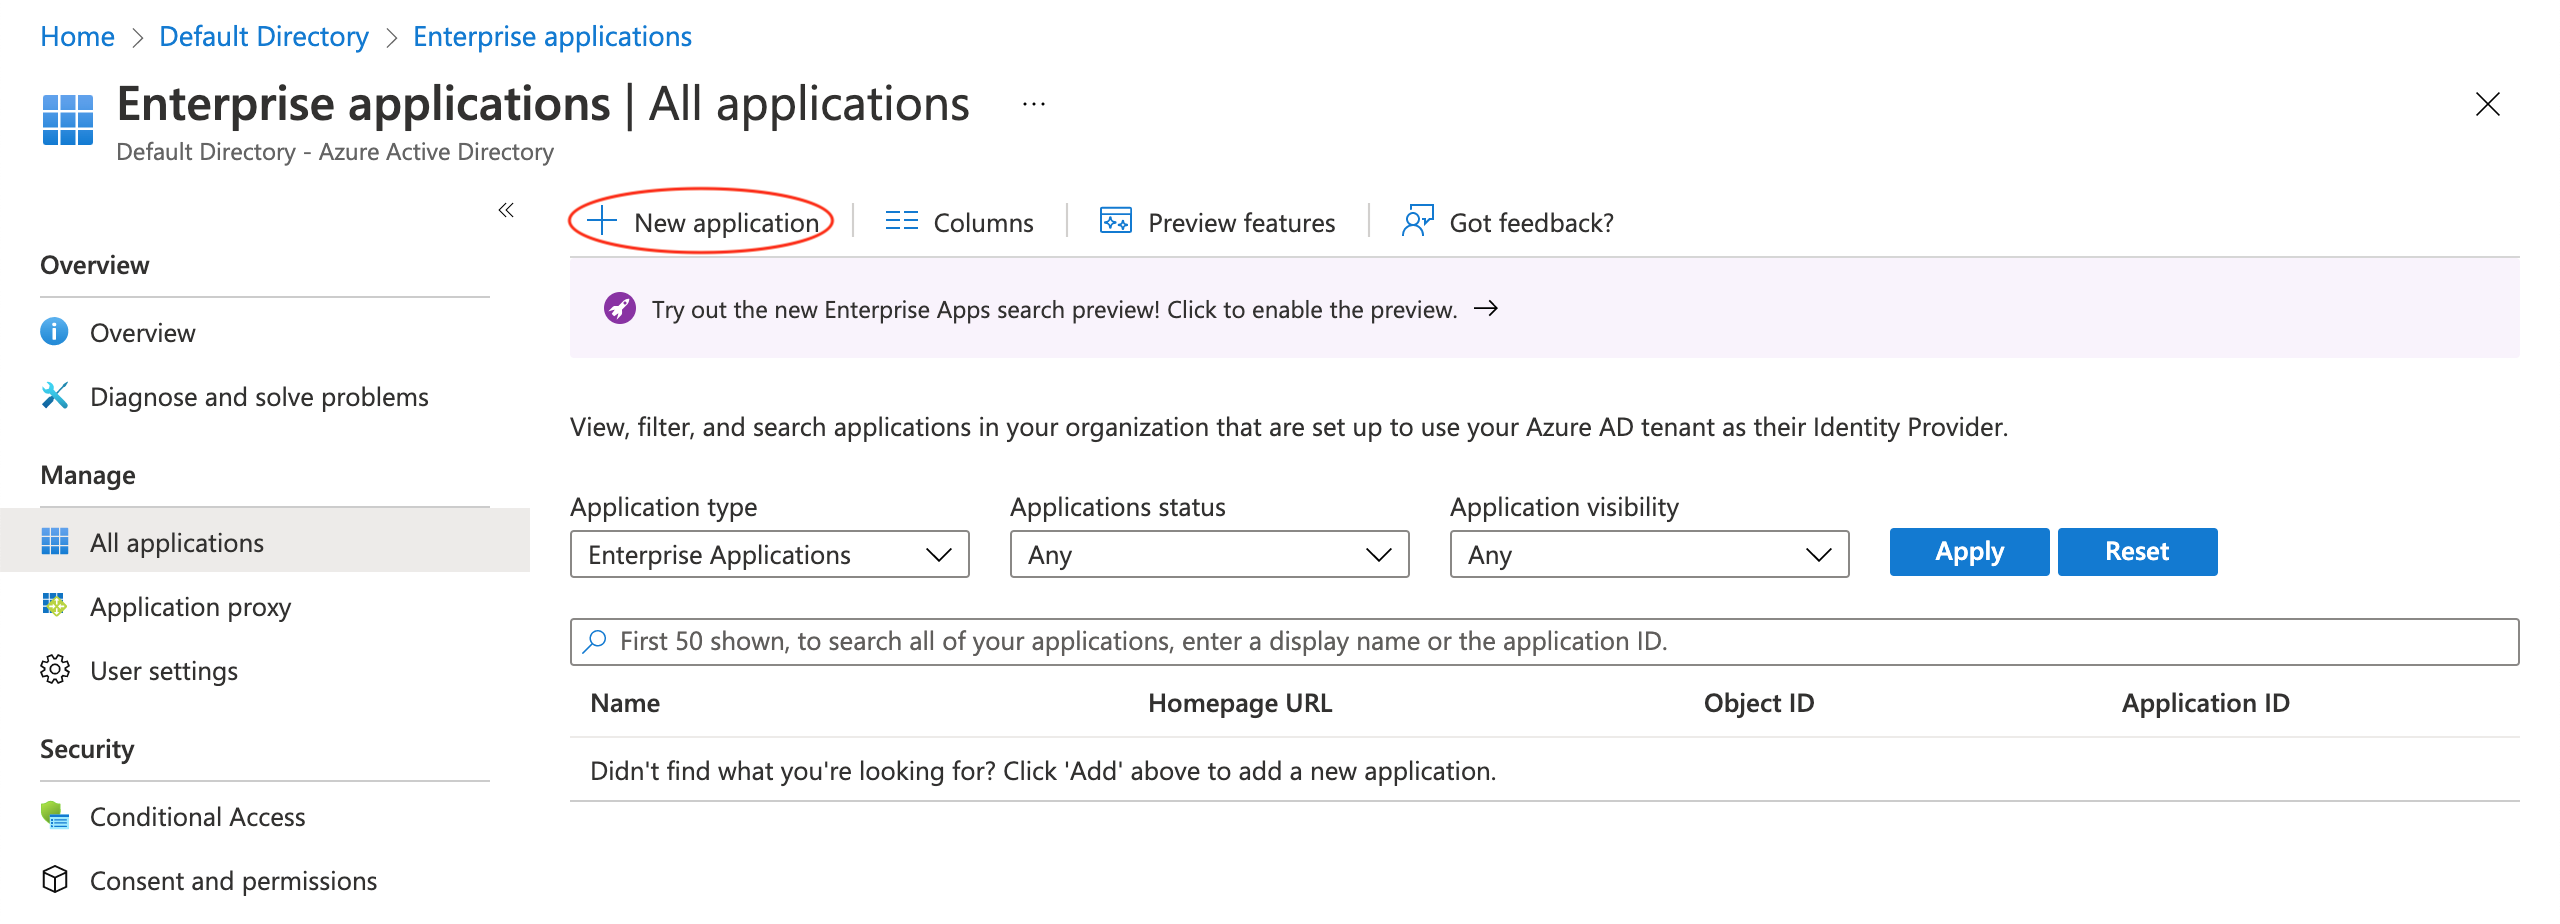 Home > Default Directory > Enterprise applications
Enterprise applications | All applications ...
Default Directory - Azure Active Directory
«
Overview
Overview
Diagnose and solve problems
Manage
All applications
Application proxy
User settings
Security
Conditional Access
Consent and permissions
New application
Columns
Preview features
Got feedback?
Try out the new Enterprise Apps search preview! Click to enable the preview. →
View, filter, and search applications in your organization that are set up to use your Azure AD tenant as their Identity Provider.
Application type
Enterprise Applications
Applications status
Any
Application visibility
Any
Apply
Reset
First 50 shown, to search all of your applications, enter a display name or the application ID.
Name Homepage URL Object ID Application ID
Didn't find what you're looking for? Click 'Add' above to add a new application.